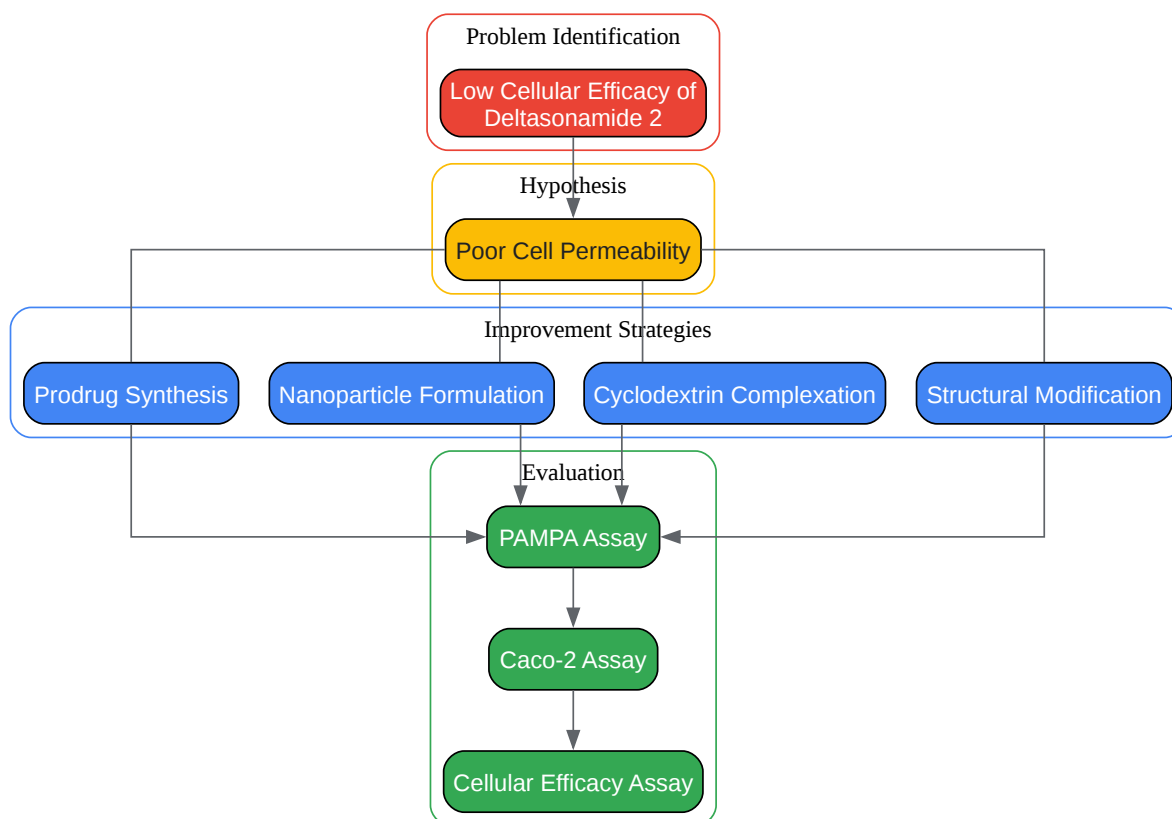 Problem Identification
Low Cellular Efficacy of
Deltasonamide 2
Hypothesis
Poor Cell Permeability
Improvement Strategies
Prodrug Synthesis
Nanoparticle Formulation
Cyclodextrin Complexation
Structural Modification
Evaluation
PAMPA Assay
Caco-2 Assay
Cellular Efficacy Assay